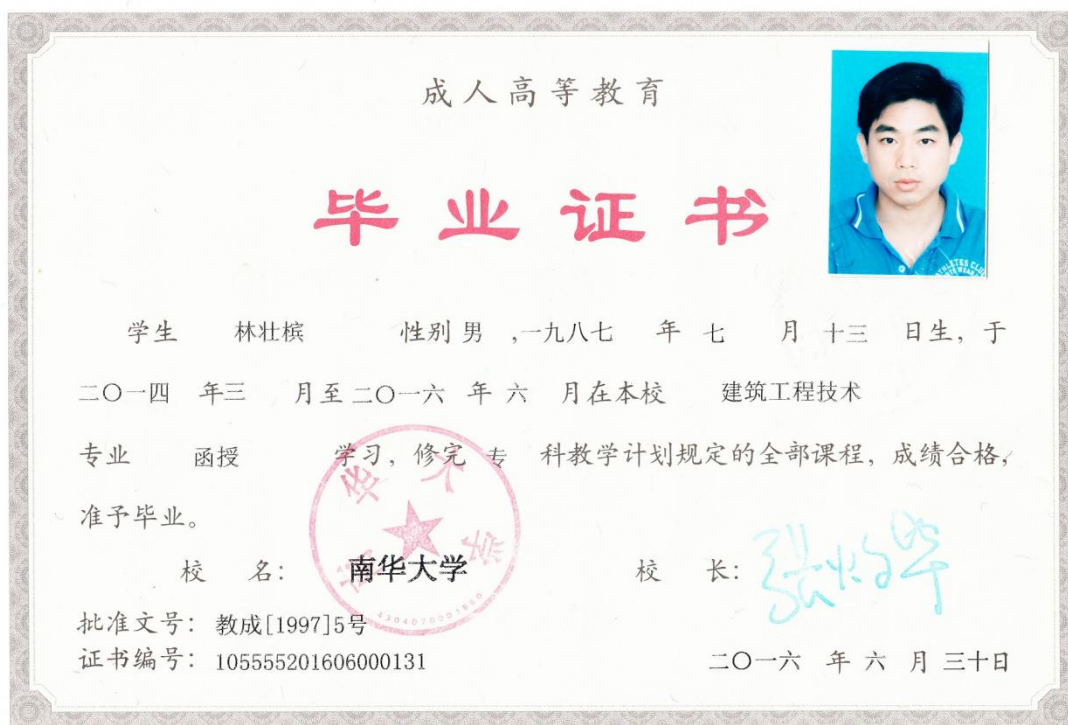 成人高等教育
毕业证书
学生 林壮槟 性别 男 ,一九八七 年 七 月 十三 日生，于
二〇一四 年三 月至二〇一六 年 六 月在本校 建筑工程技术
专业 函授 学习，修完 专 科教学计划规定的全部课程，成绩合格，
准予毕业。
校 名： 南华大学 校 长：
批准文号： 教成[1997]5号
证书编号： 105555201606000131
二〇一六 年 六 月 三十日
南华大学